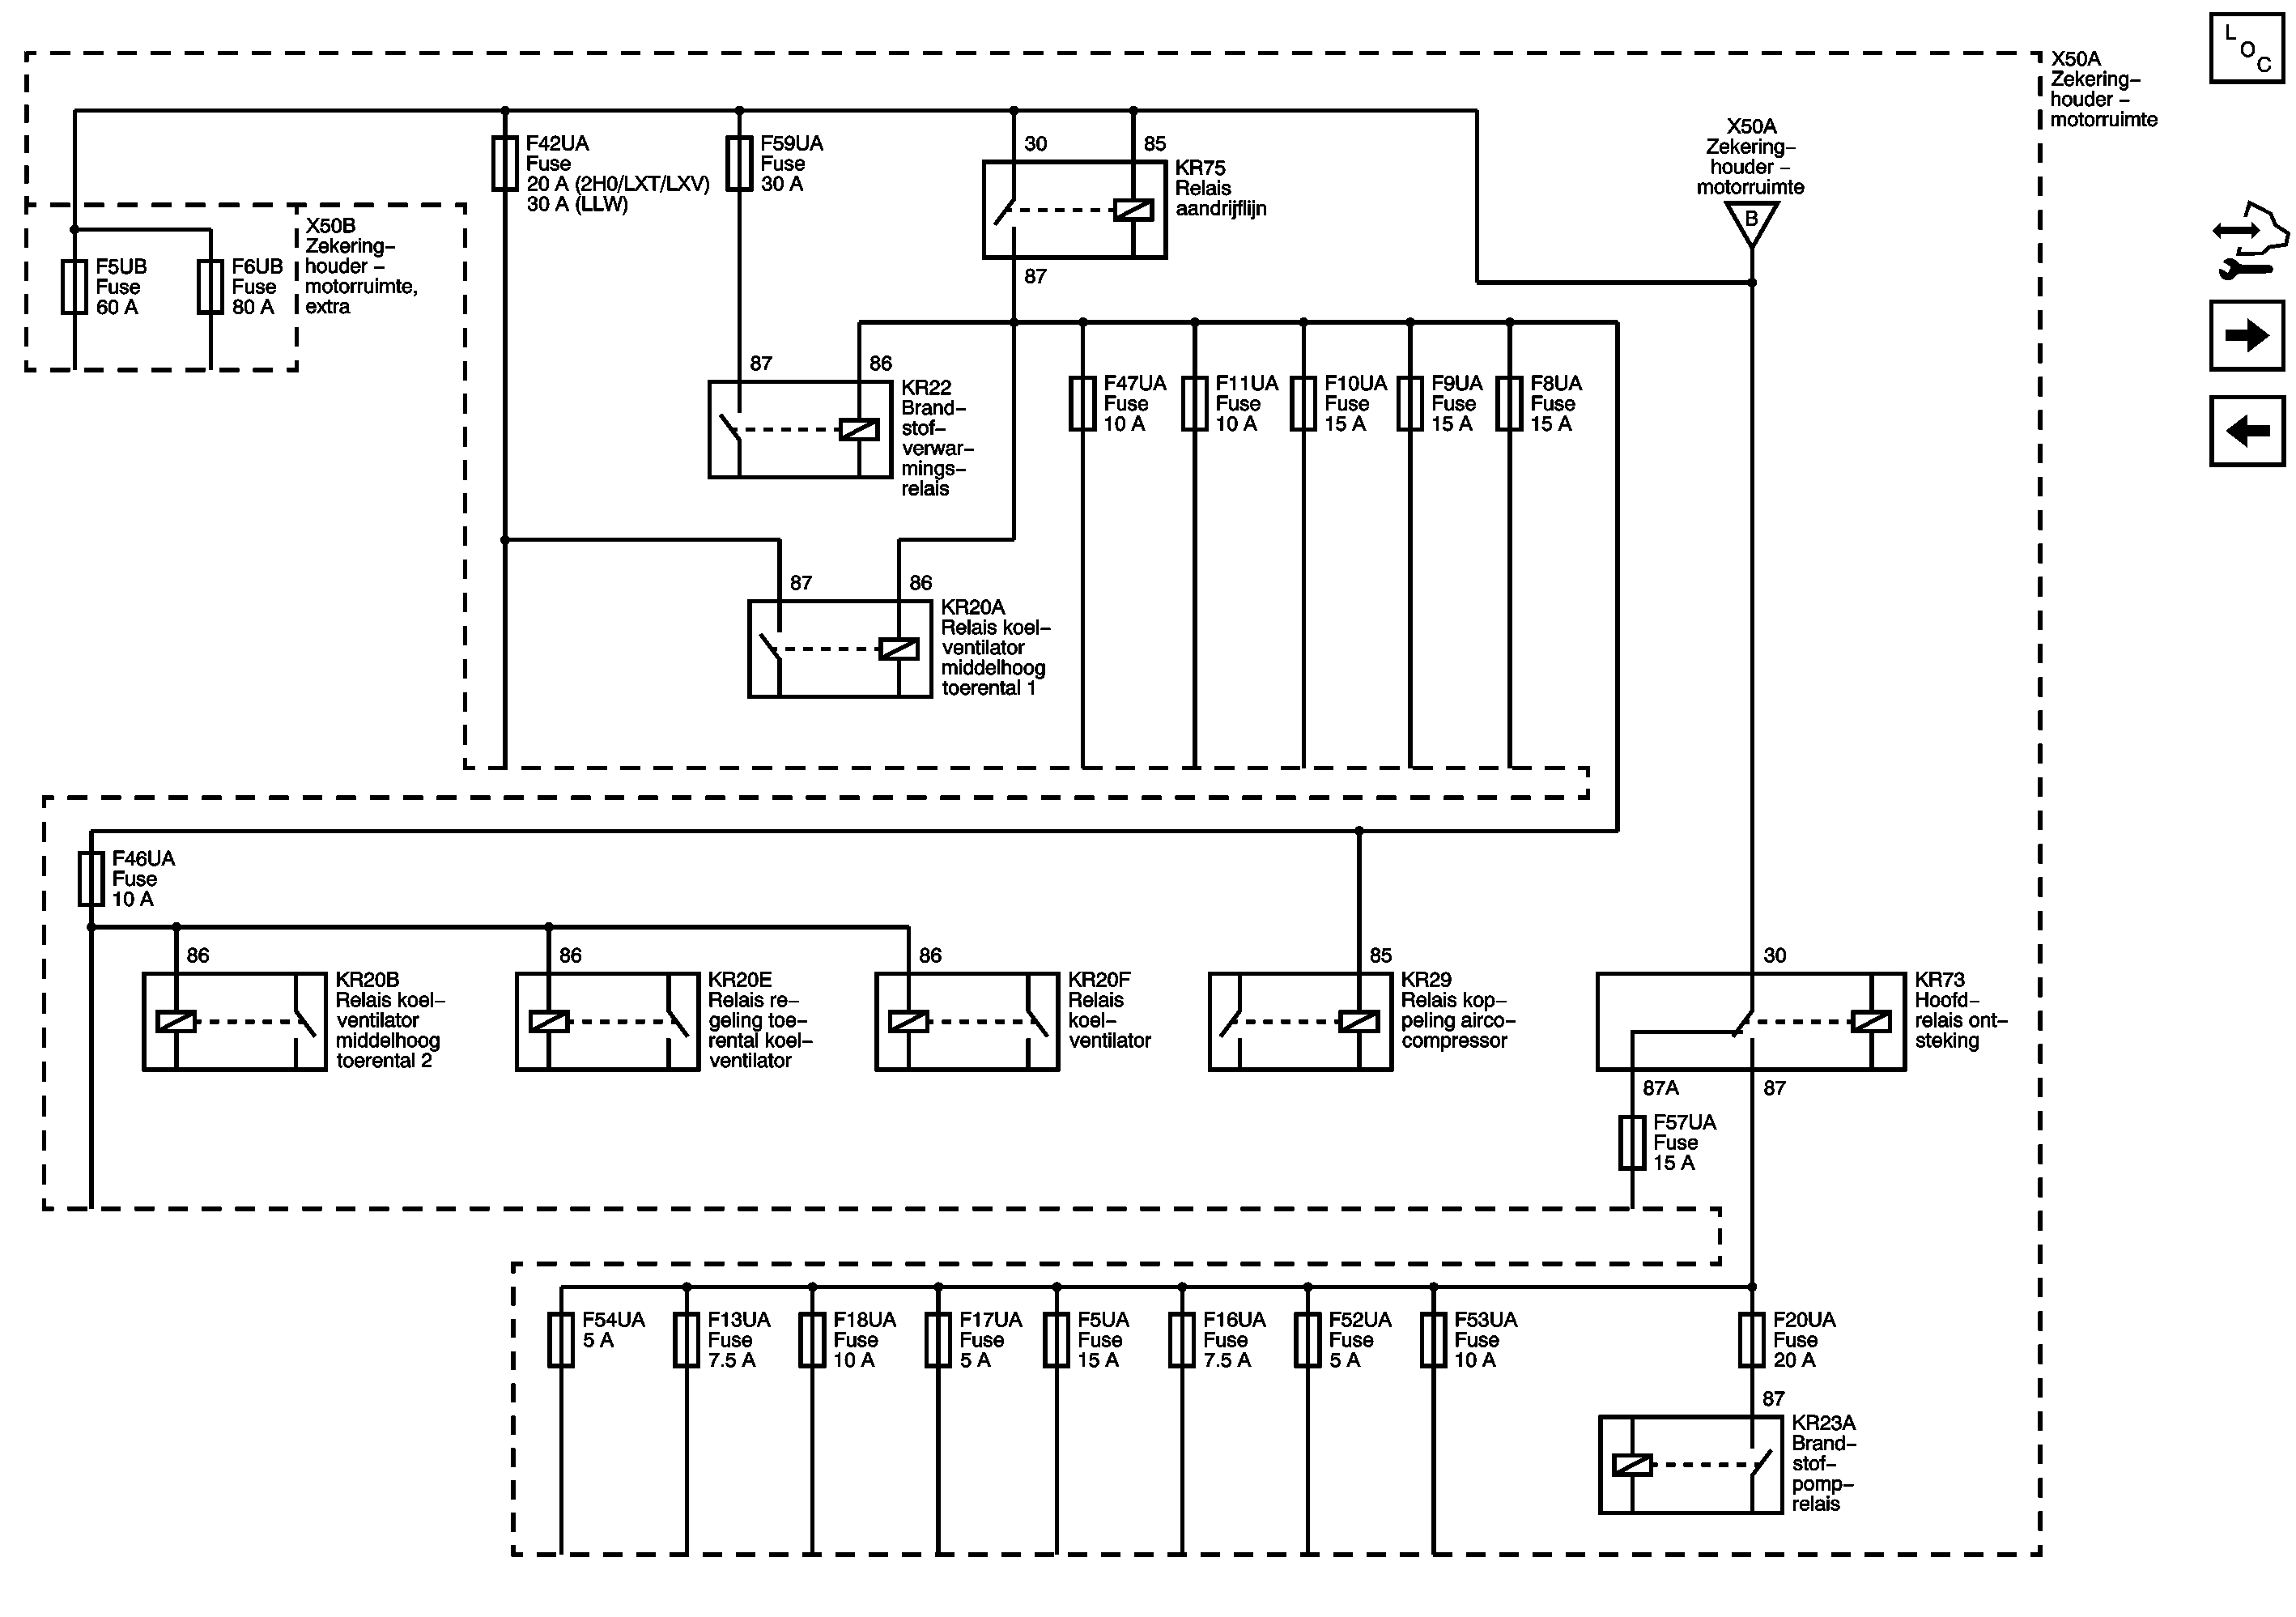 L
O
C
X50A
Zekering–
houder –
motorruimte
X50A
Zekering–
houder –
motorruimte
B
F42UA
Fuse
20 A (2H0/LXT/LXV)
30 A (LLW)
F59UA
Fuse
30 A
30
85
KR75
Relais
aandrijflijn
87
X50B
Zekering–
houder –
motorruimte,
extra
F5UB
Fuse
60 A
F6UB
Fuse
80 A
87
86
KR22
Brand–
stof–
verwar–
mings–
relais
F47UA
Fuse
10 A
F11UA
Fuse
10 A
F10UA
Fuse
15 A
F9UA
Fuse
15 A
F8UA
Fuse
15 A
87
86
KR20A
Relais koel–
ventilator
middelhoog
toerental 1
F46UA
Fuse
10 A
86
KR20B
Relais koel–
ventilator
middelhoog
toerental 2
86
KR20E
Relais re–
geling toe–
rental koel–
ventilator
86
KR20F
Relais
koel–
ventilator
85
KR29
Relais kop–
peling airco–
compressor
30
KR73
Hoofd–
relais ont–
steking
87A
87
F57UA
Fuse
15 A
F54UA
5 A
F13UA
Fuse
7.5 A
F18UA
Fuse
10 A
F17UA
Fuse
5 A
F5UA
Fuse
15 A
F16UA
Fuse
7.5 A
F52UA
Fuse
5 A
F53UA
Fuse
10 A
F20UA
Fuse
20 A
87
KR23A
Brand–
stof–
pomp–
relais